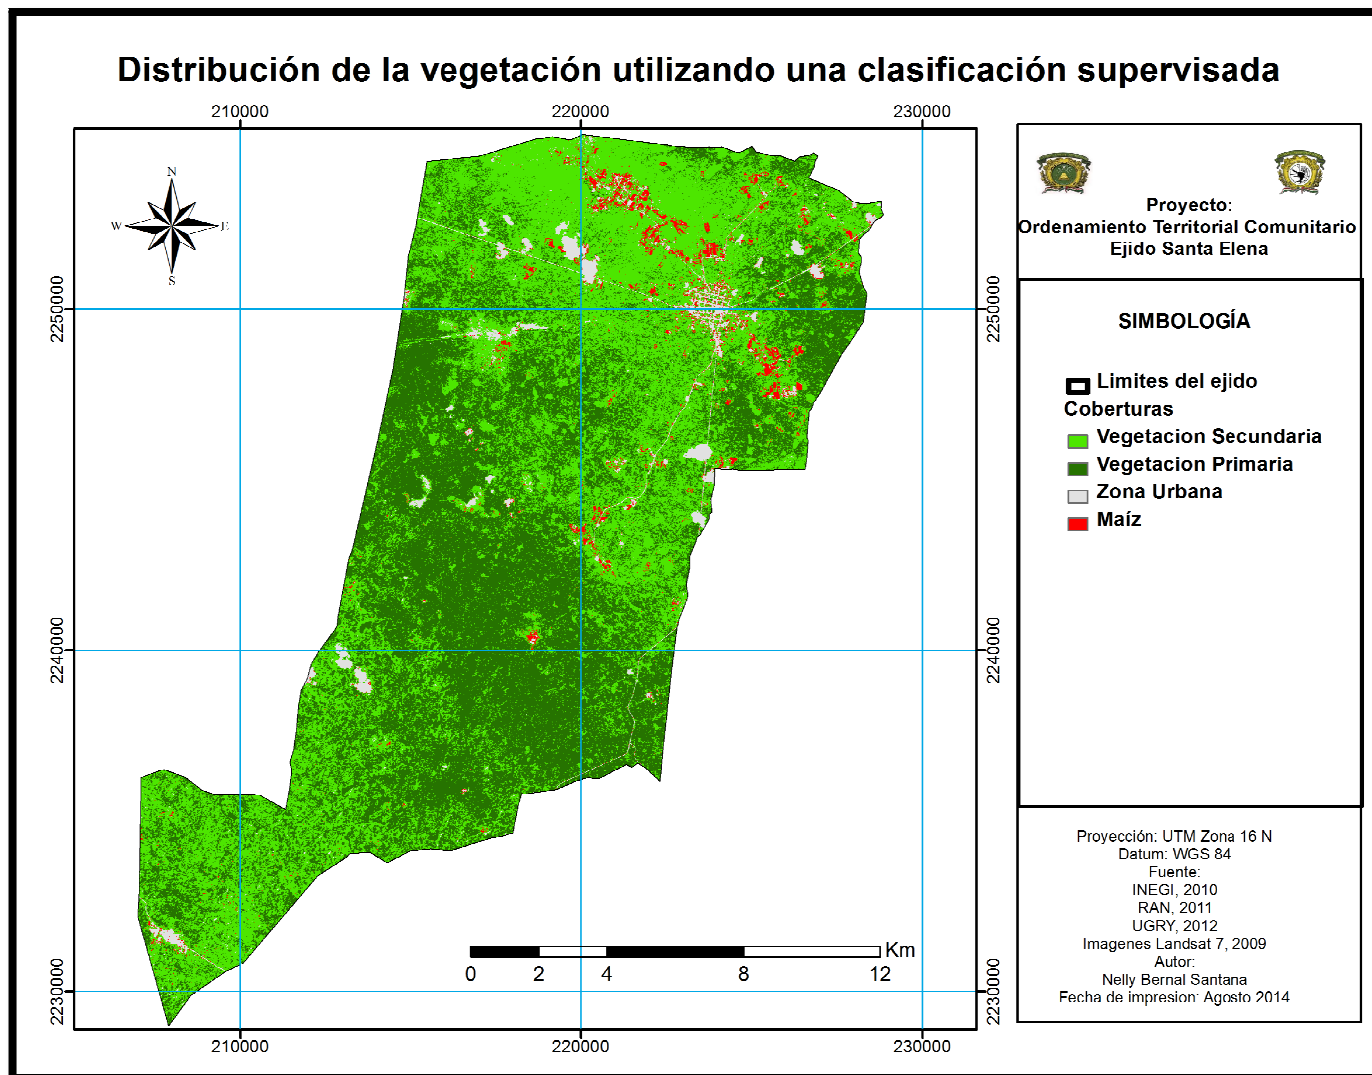 Distribución de la vegetación utilizando una clasificación supervisada
210000
220000
230000
N
W
E
S
2250000
2250000
2240000
2240000
2230000
2230000
Km
0
2
4
8
12
210000
220000
230000
Proyecto:
Ordenamiento Territorial Comunitario
Ejido Santa Elena
SIMBOLOGÍA
Limites del ejido
Coberturas
Vegetacion Secundaria
Vegetacion Primaria
Zona Urbana
Maíz
Proyección: UTM Zona 16 N
Datum: WGS 84
Fuente:
INEGI, 2010
RAN, 2011
UGRY, 2012
Imagenes Landsat 7, 2009
Autor:
Nelly Bernal Santana
Fecha de impresion: Agosto 2014